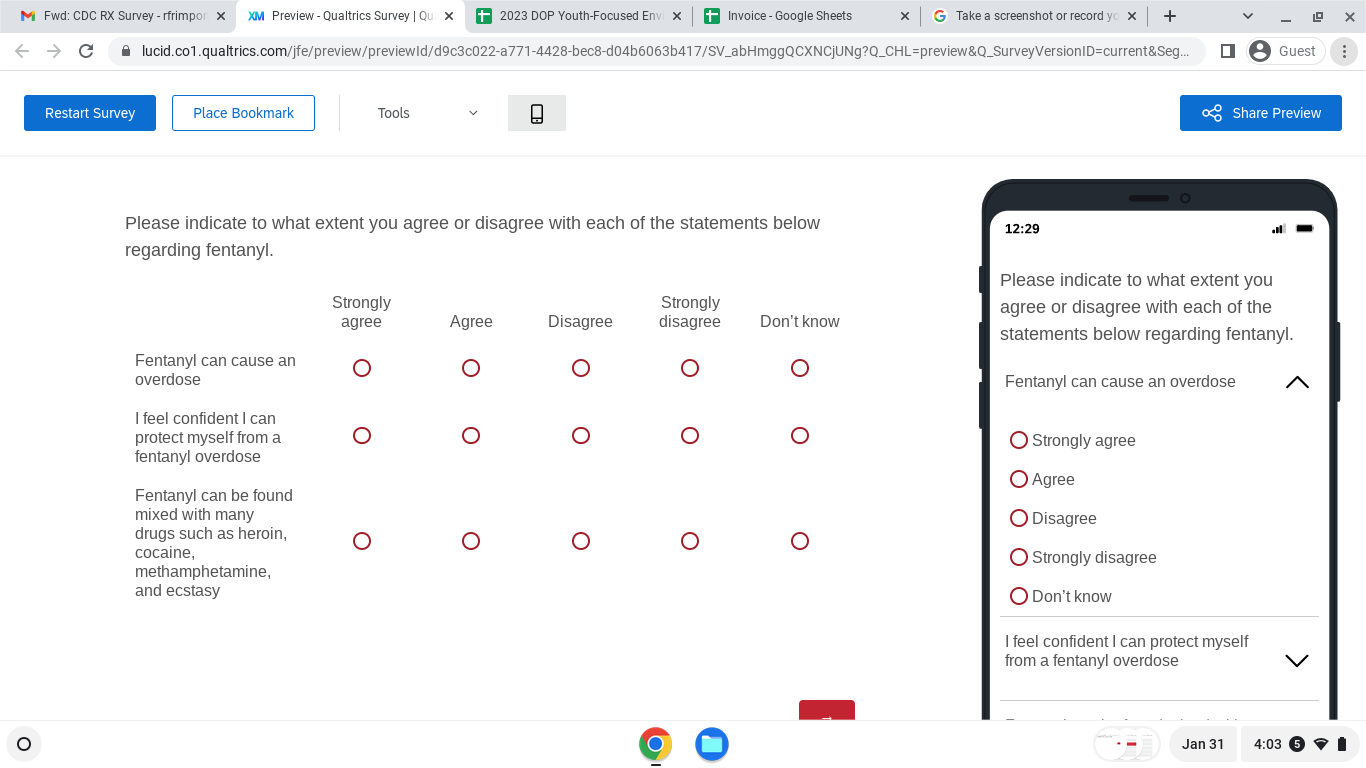 Fwd: CDC RX Survey - rfrimpon
Preview - Qualtrics Survey | Qu
2023 DOP Youth-Focused Envi
Invoice - Google Sheets
Take a screenshot or record yo
lucid.co1.qualtrics.com/jfe/preview/previewId/d9c3c022-a771-4428-bec8-d04b6063b417/SV_abHmggQCXNCjUNg?Q_CHL=preview&Q_SurveyVersionID=current&Seg...
Guest
Restart Survey
Place Bookmark
Tools
Share Preview
Please indicate to what extent you agree or disagree with each of the statements below
regarding fentanyl.
Strongly agree
Agree
Disagree
Strongly disagree
Don't know
Fentanyl can cause an
overdose
I feel confident I can
protect myself from a
fentanyl overdose
Fentanyl can be found
mixed with many
drugs such as heroin,
cocaine,
methamphetamine,
and ecstasy
12:29
Please indicate to what extent you
agree or disagree with each of the
statements below regarding fentanyl.
Fentanyl can cause an overdose
Strongly agree
Agree
Disagree
Strongly disagree
Don't know
I feel confident I can protect myself
from a fentanyl overdose
Jan 31
4:03
5